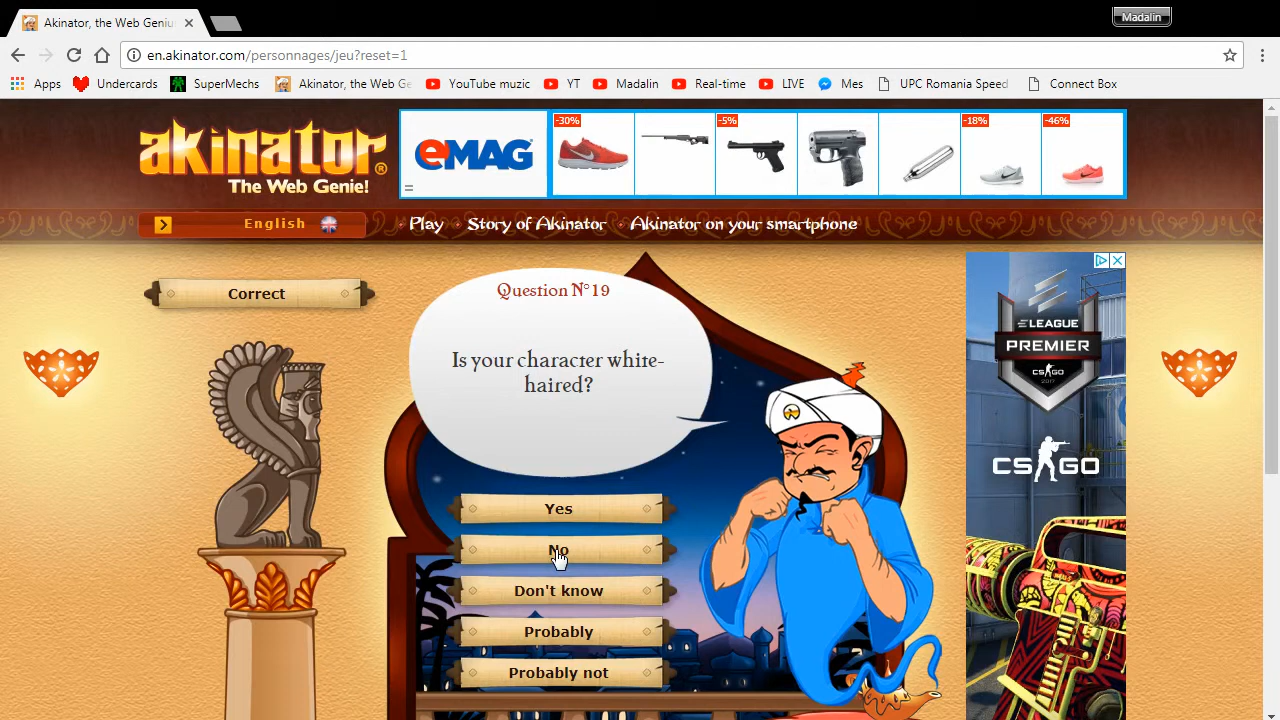 Akinator, the Web Geniu
Madalin
en.akinator.com/personnages/jeu?reset=1
Apps Undercards SuperMechs Akinator, the Web Ge YouTube muzic YT Madalin Real-time LIVE Mes UPC Romania Speed Connect Box
akinator®
The Web Genie!
eMAG
-30% -5% -18% -46%
English
Play Story of Akinator Akinator on your smartphone
Correct
Question N°19
Is your character white-
haired?
Yes
No
Don't know
Probably
Probably not
ELEAGUE
PREMIER
CS:GO
2017
CS GO